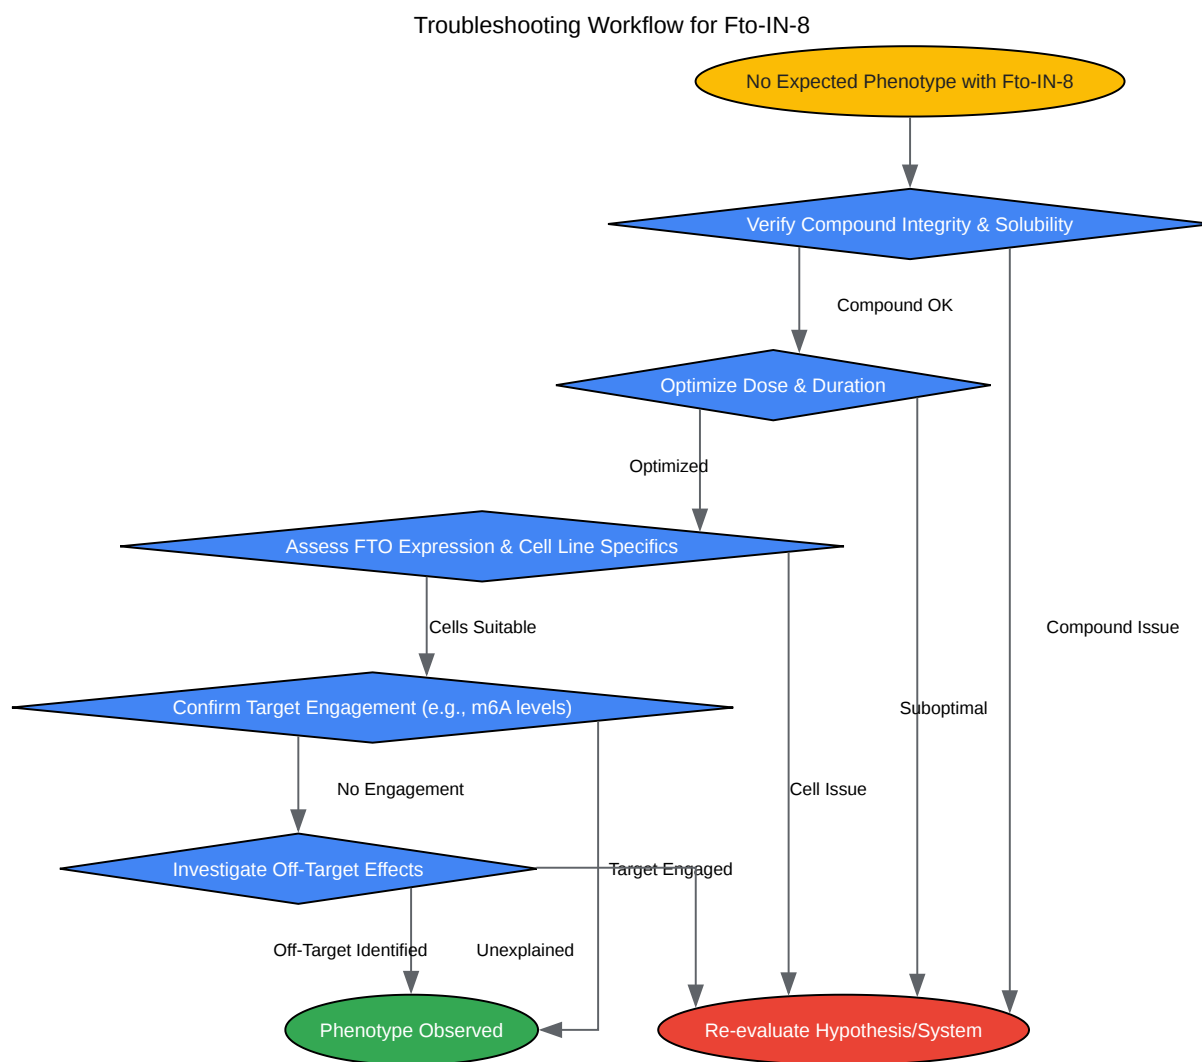 Troubleshooting Workflow for Fto-IN-8
No Expected Phenotype with Fto-IN-8
Verify Compound Integrity & Solubility
Compound OK
Optimize Dose & Duration
Optimized
Assess FTO Expression & Cell Line Specifics
Cells Suitable
Compound Issue
Confirm Target Engagement (e.g., m6A levels)
Suboptimal
No Engagement
Cell Issue
Investigate Off-Target Effects
Target Engaged
Off-Target Identified
Unexplained
Phenotype Observed
Re-evaluate Hypothesis/System